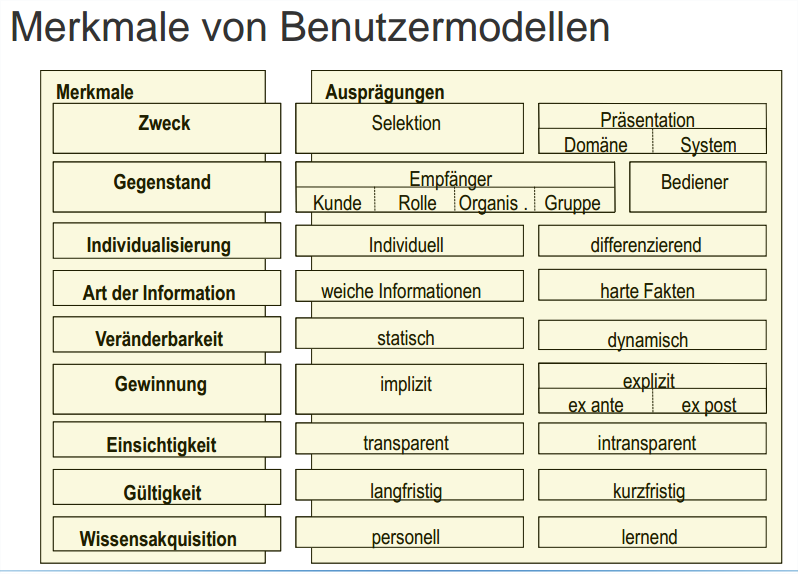 Merkmale von Benutzermodellen
Merkmale Ausprägungen
Zweck Selektion Präsentation
Domäne System
Gegenstand Empfänger Bediener
Kunde Rolle Organis . Gruppe
Individualisierung Individuell differenzierend
Art der Information weiche Informationen harte Fakten
Veränderbarkeit statisch dynamisch
Gewinnung implizit explizit
ex ante ex post
Einsichtigkeit transparent intransparent
Gültigkeit langfristig kurzfristig
Wissensakquisition personell lernend